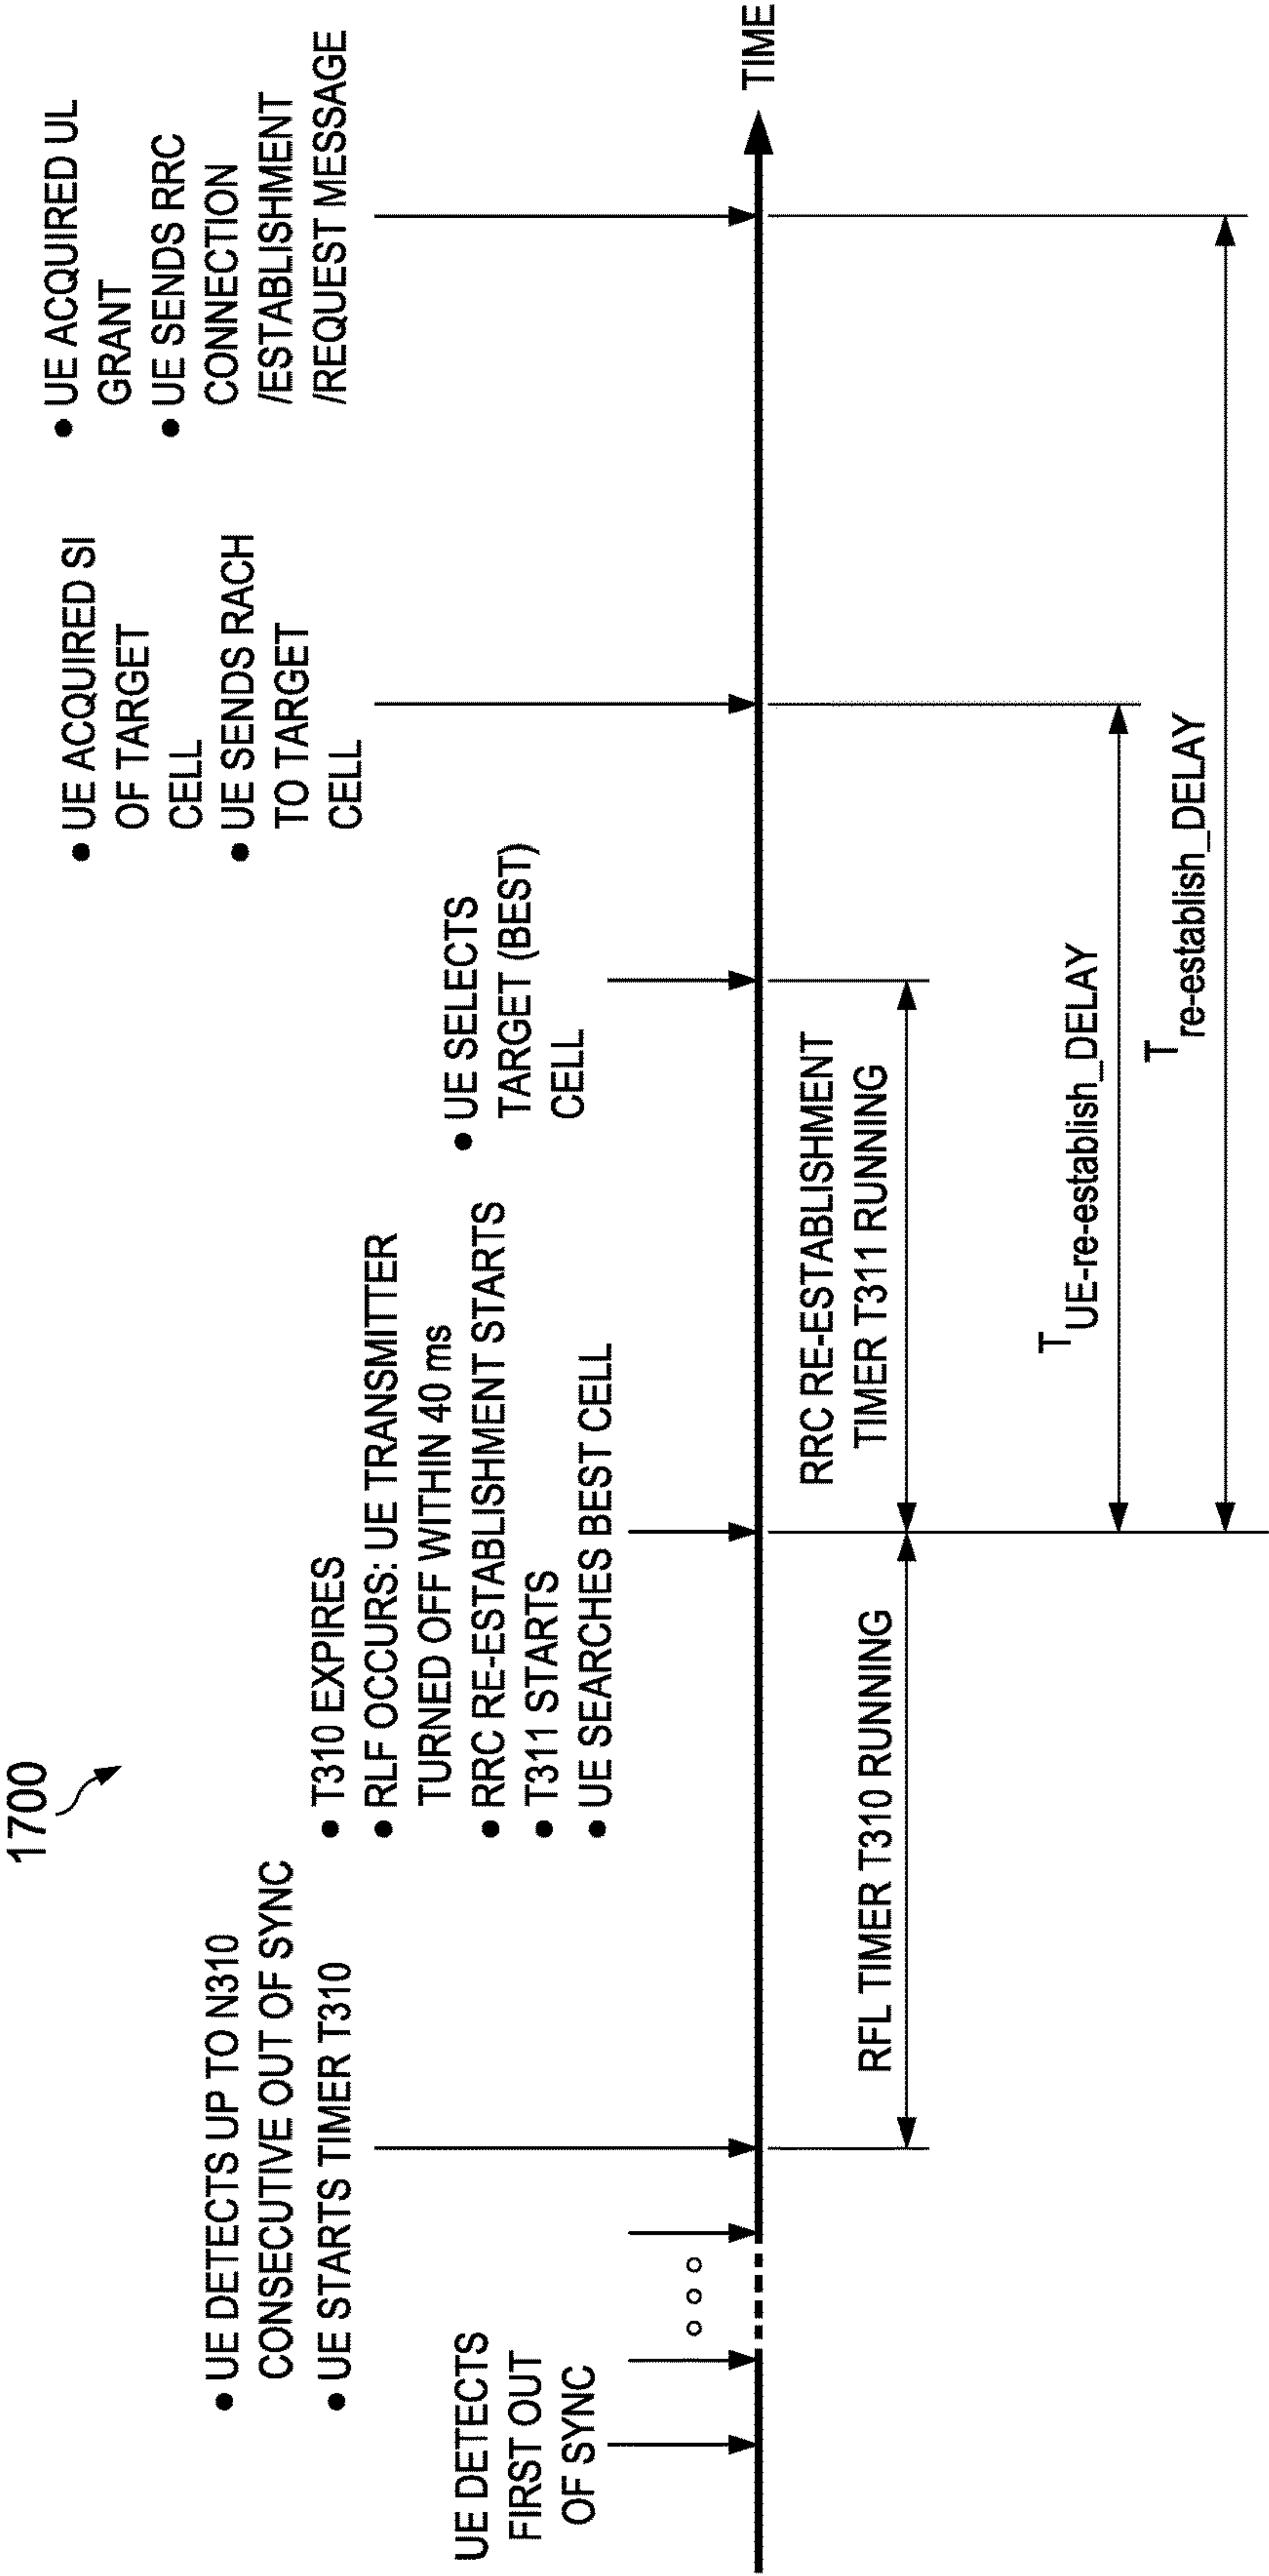 1700
UE DETECTS
FIRST OUT
OF SYNC
● UE DETECTS UP TO N310
CONSECUTIVE OUT OF SYNC
● UE STARTS TIMER T310
● T310 EXPIRES
● RLF OCCURS: UE TRANSMITTER
TURNED OFF WITHIN 40 ms
● RRC RE-ESTABLISHMENT STARTS
● T311 STARTS
● UE SEARCHES BEST CELL
● UE SELECTS
TARGET (BEST)
CELL
● UE ACQUIRED SI
OF TARGET
CELL
● UE SENDS RACH
TO TARGET
CELL
● UE ACQUIRED UL
GRANT
● UE SENDS RRC
CONNECTION
/ESTABLISHMENT
/REQUEST MESSAGE
TIME
RFL TIMER T310 RUNNING
RRC RE-ESTABLISHMENT
TIMER T311 RUNNING
T UE-re-establish_DELAY
T re-establish_DELAY